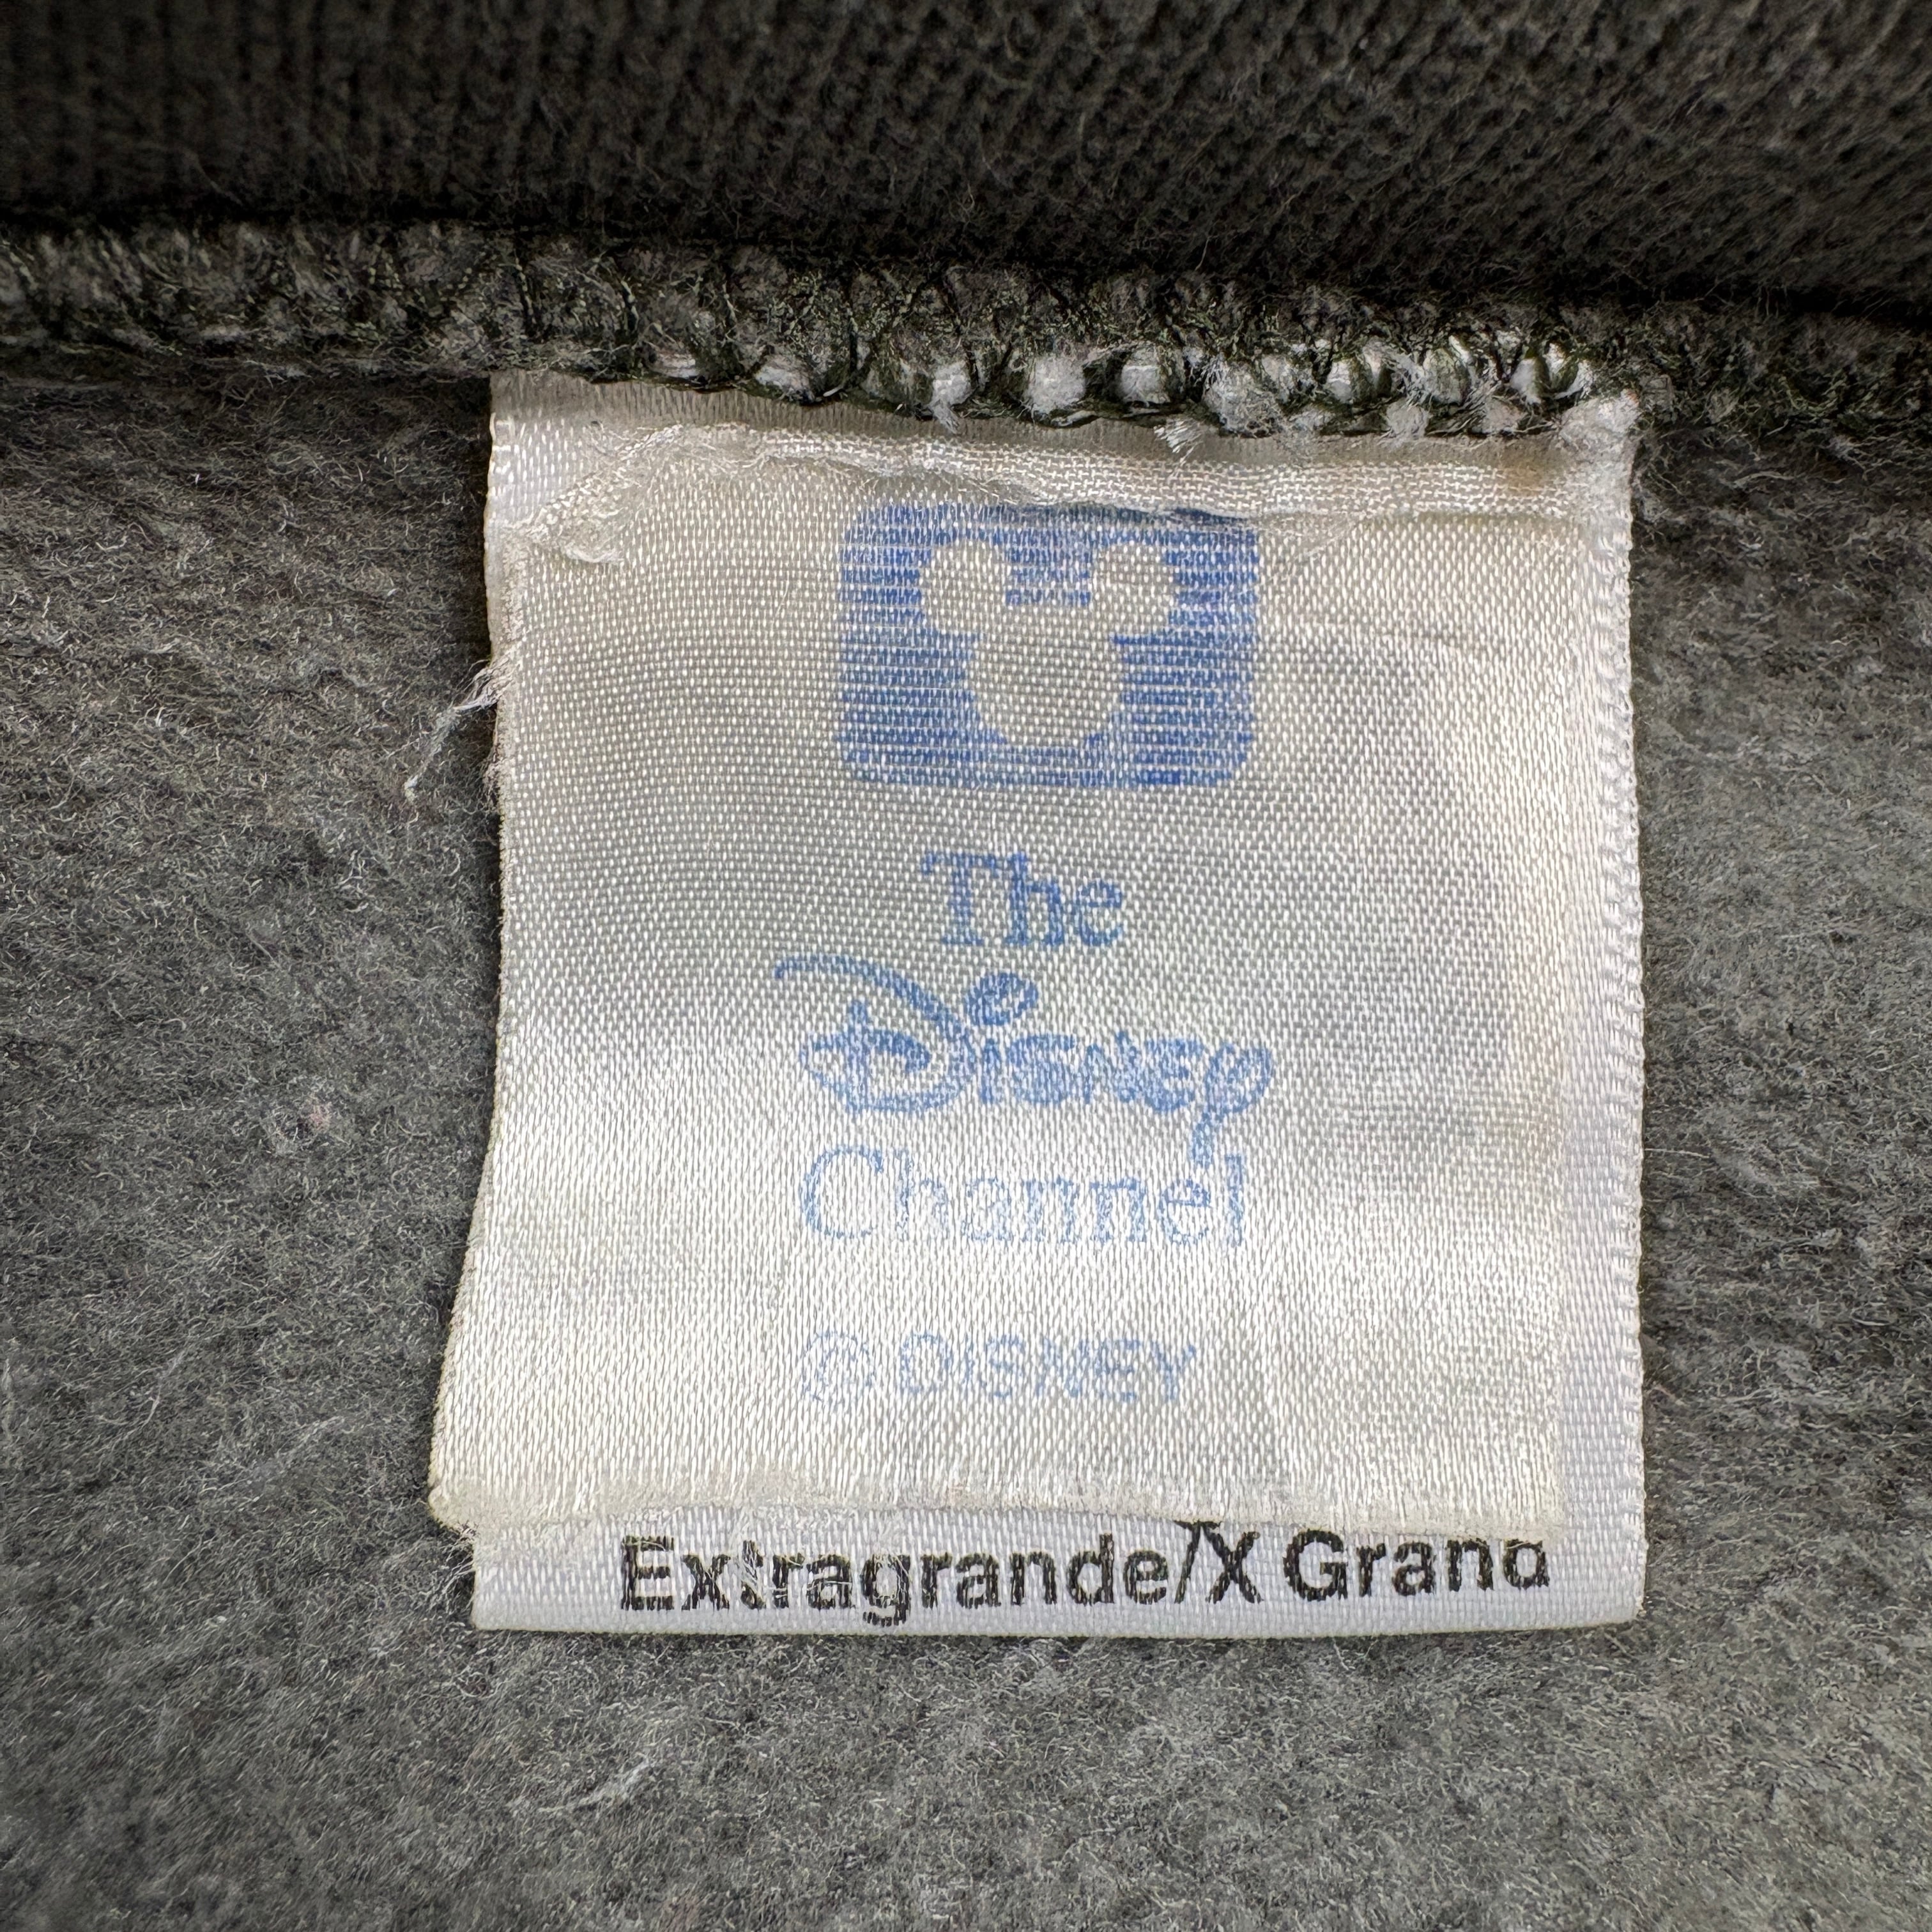 The
Disney
Channel
© DISNEY
Extragrande/X Grand